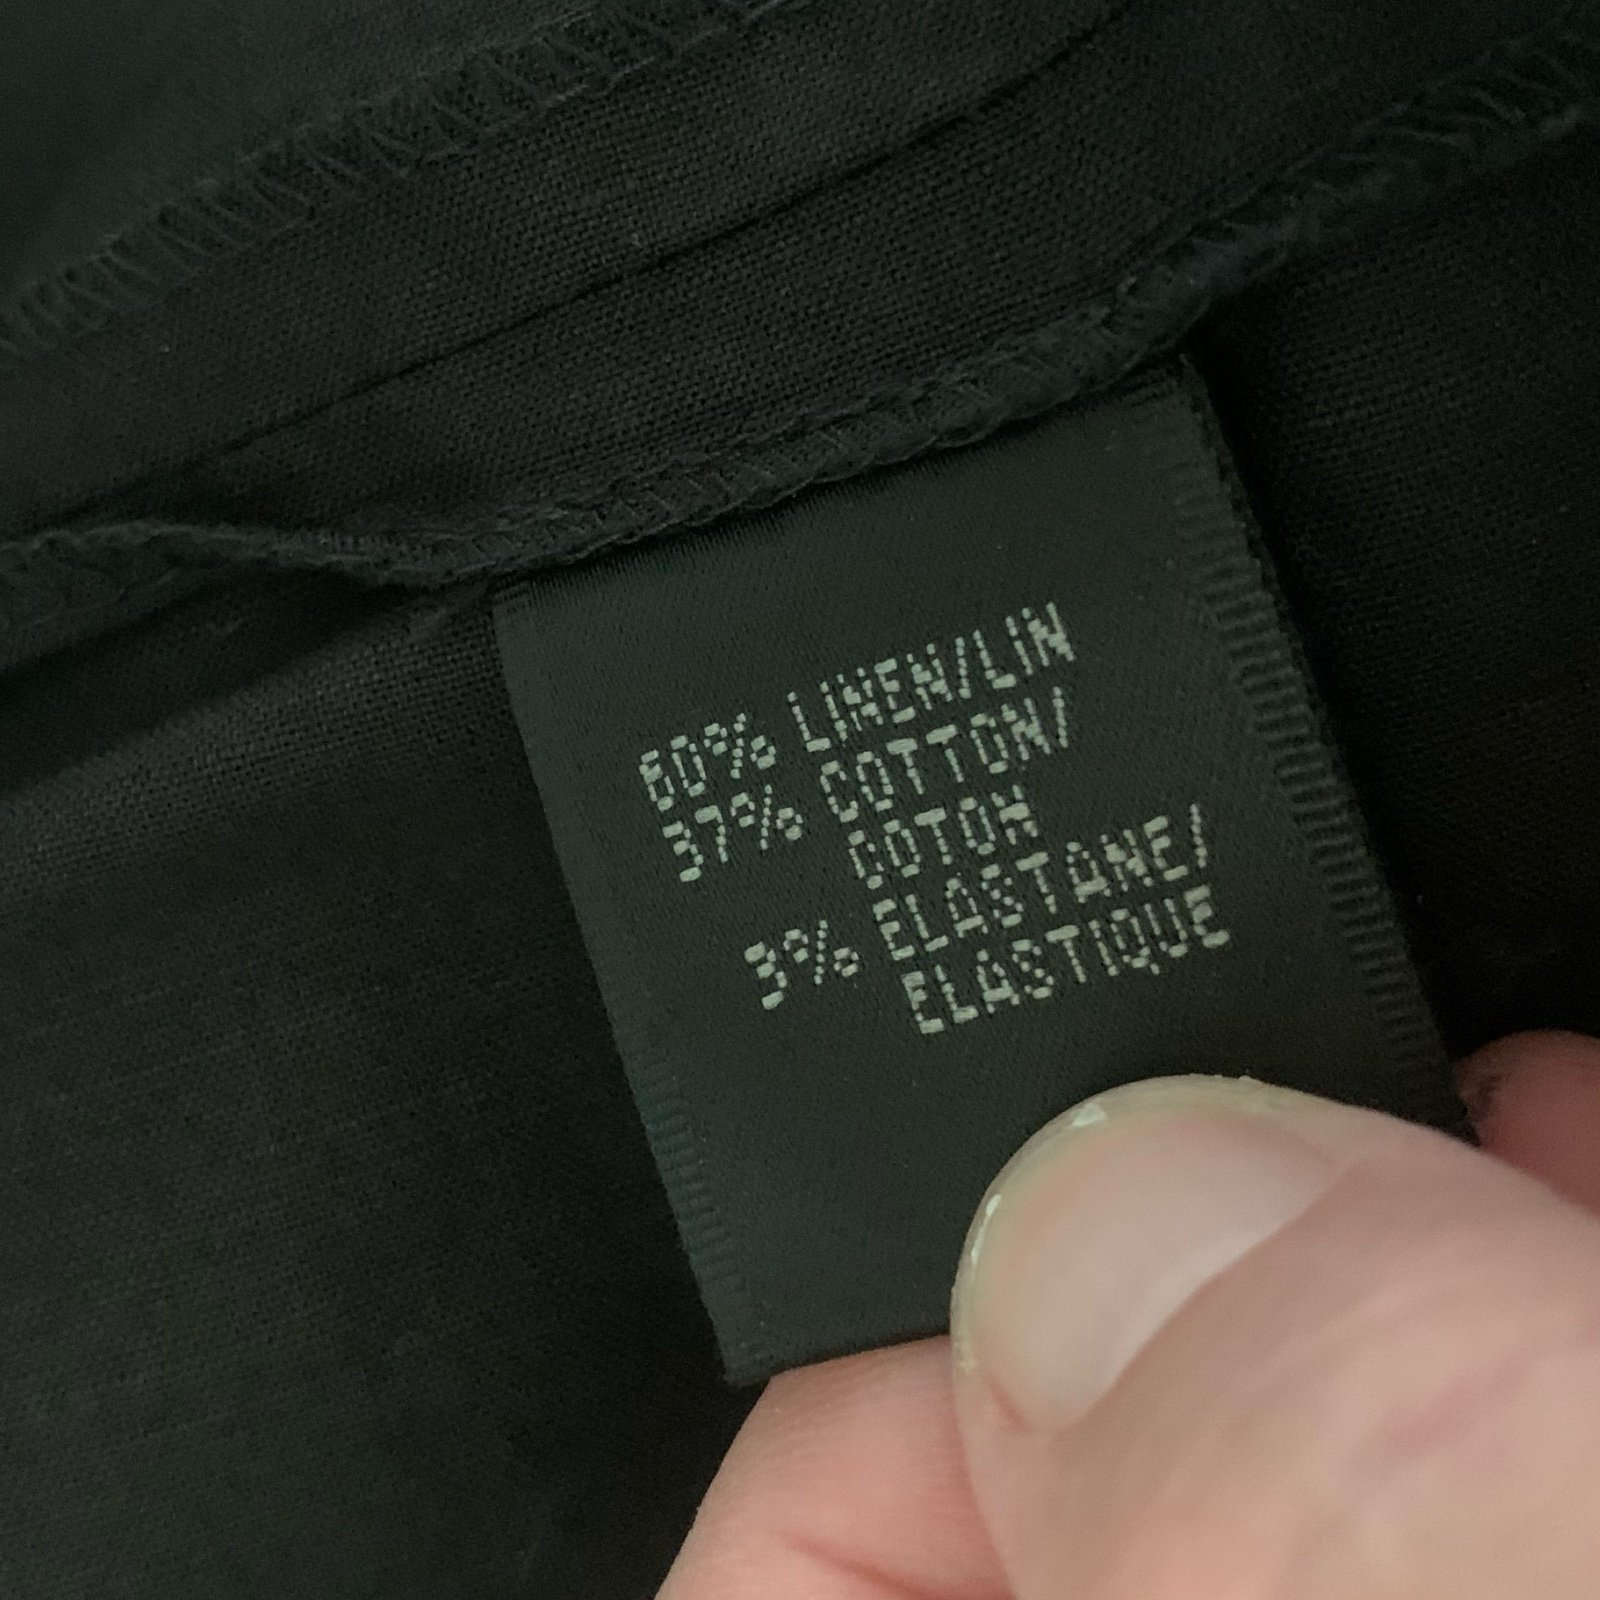 60% LINEN/LIN
37% COTTON/
COTON
3% ELASTANE/
ELASTIQUE